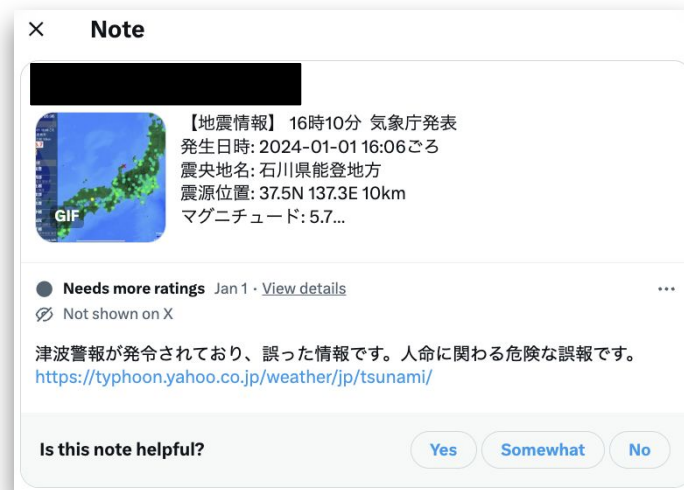 × Note
【地震情報】 16時10分 気象庁発表
発生日時: 2024-01-01 16:06ごろ
震央地名: 石川県能登地方
震源位置: 37.5N 137.3E 10km
マグニチュード: 5.7...
GIF
Needs more ratings Jan 1 · View details
Not shown on X
津波警報が発令されており、誤った情報です。人命に関わる危険な誤報です。
https://typhoon.yahoo.co.jp/weather/jp/tsunami/
Is this note helpful? Yes Somewhat No